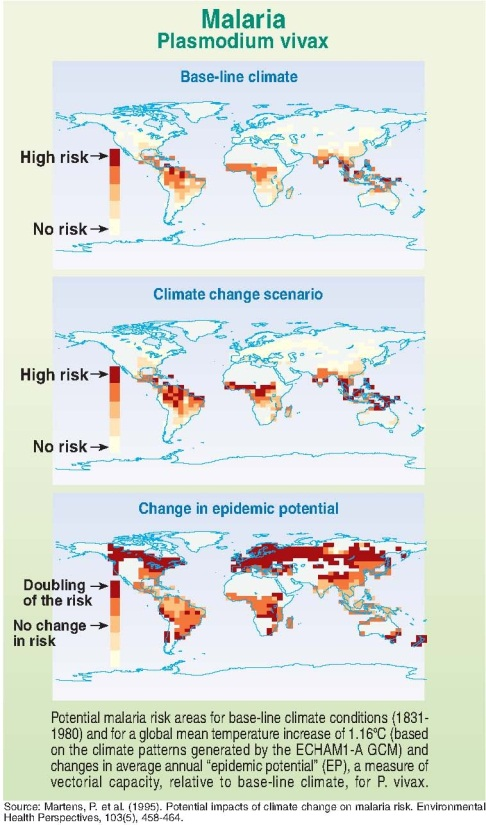 Malaria
Plasmodium vivax
Base-line climate
High risk
No risk
Climate change scenario
High risk
No risk
Change in epidemic potential
Doubling
of the risk
No change
in risk
Potential malaria risk areas for base-line climate conditions (1831-
1980) and for a global mean temperature increase of 1.16ºC (based
on the climate patterns generated by the ECHAM1-A GCM) and
changes in average annual "epidemic potential" (EP), a measure of
vectorial capacity, relative to base-line climate, for P. vivax.
Source: Martens, P. et al. (1995). Potential impacts of climate change on malaria risk. Environmental
Health Perspectives, 103(5), 458-464.